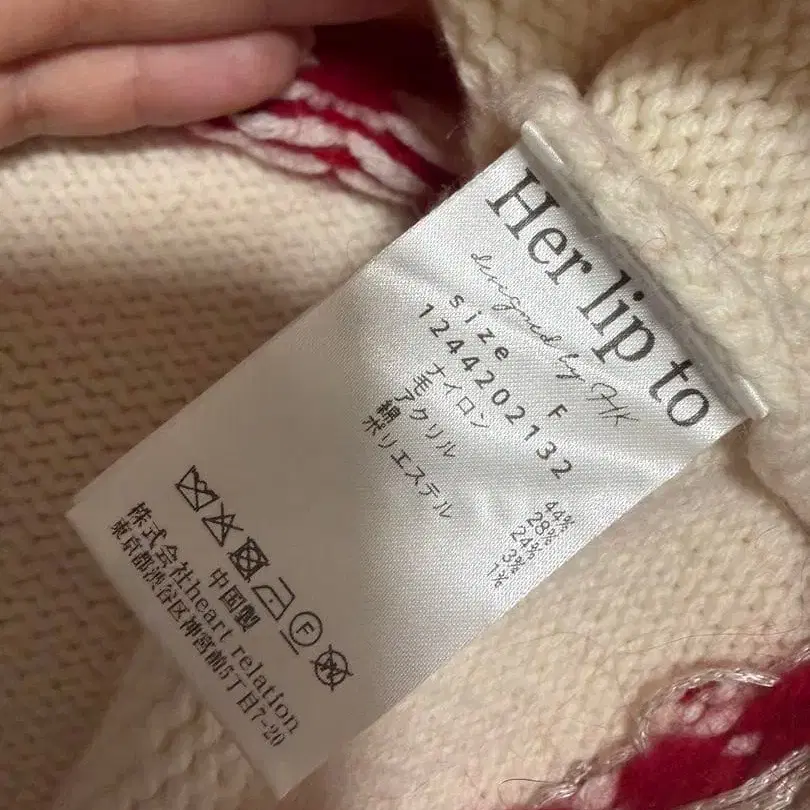 Her lip to
designed by HK
size F
1244202132
ナイロン 44%
毛 28%
アクリル 24%
綿 3%
ポリエステル 1%
F
W
中国製
株式会社heart relation
東京都渋谷区神宮前5丁目7-20